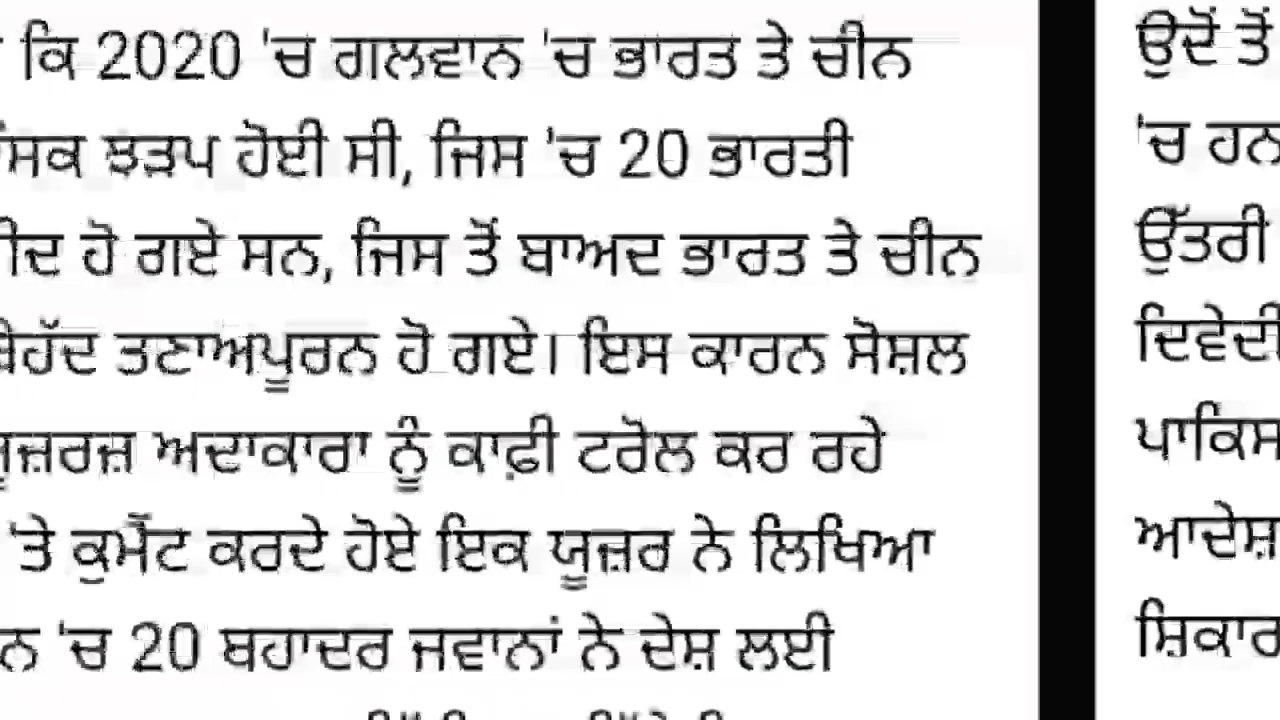 ਕਿ 2020 'ਚ ਗਲਵਾਨ 'ਚ ਭਾਰਤ ਤੇ ਚੀਨ
ਝੜਪ ਹੋਈ ਸੀ, ਜਿਸ 'ਚ 20 ਭਾਰਤੀ
ਹੋ ਗਏ ਸਨ, ਜਿਸ ਤੋਂ ਬਾਅਦ ਭਾਰਤ ਤੇ ਚੀਨ
ਤਣਾਅਪੂਰਨ ਹੋ ਗਏ। ਇਸ ਕਾਰਨ ਸੋਸ਼ਲ
ਅਦਾਕਾਰਾ ਨੂੰ ਕਾਫ਼ੀ ਟਰੋਲ ਕਰ ਰਹੇ
'ਤੇ ਕੁਮੈਂਟ ਕਰਦੇ ਹੋਏ ਇਕ ਯੂਜ਼ਰ ਨੇ ਲਿਖਿਆ
'ਚ 20 ਬਹਾਦਰ ਜਵਾਨਾਂ ਨੇ ਦੇਸ਼ ਲਈ
ਉਦੋਂ ਤੋਂ
'ਚ ਹਨ
ਉੱਤਰੀ